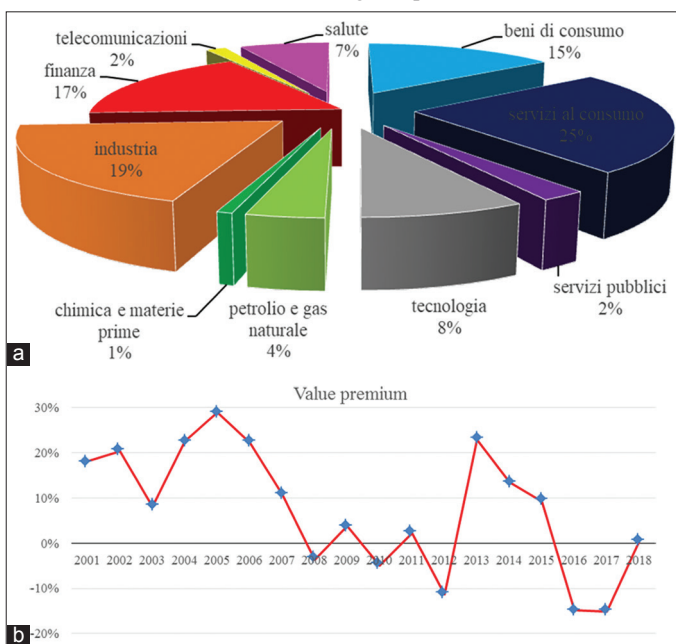 telecomunicazioni
2%
salute
7%
beni di consumo
15%
finanza
17%
servizi al consumo
25%
industria
19%
chimica e materie
prime
1%
petrolio e gas
naturale
4%
tecnologia
8%
servizi pubblici
2%
a
Value premium
30%
20%
10%
0%
2001 2002 2003 2004 2005 2006 2007 2008 2009 2010 2011 2012 2013 2014 2015 2016 2017 2018
-10%
-20%
b